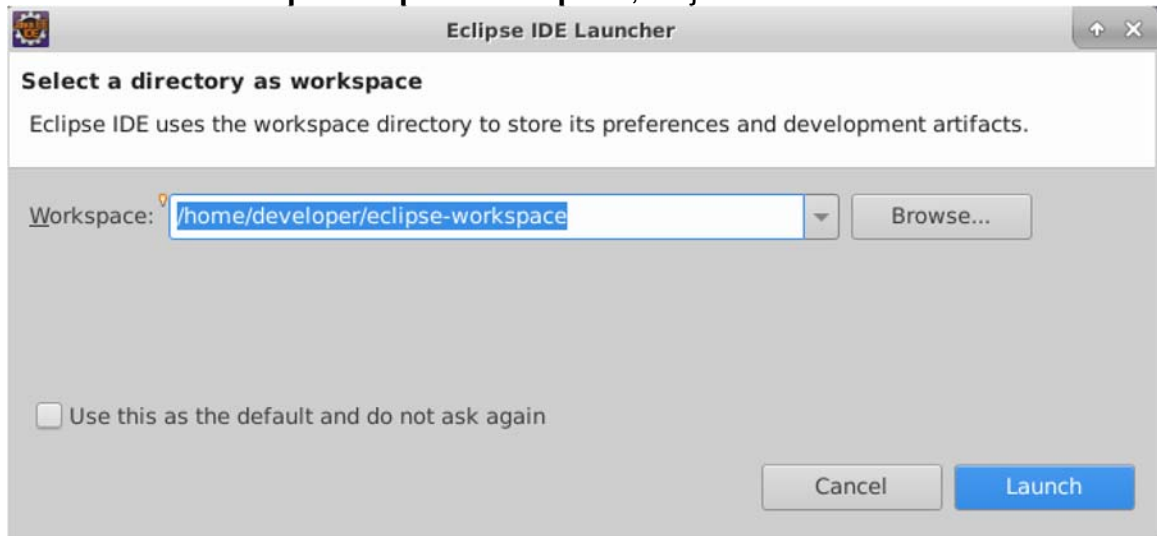 Eclipse IDE Launcher
Select a directory as workspace
Eclipse IDE uses the workspace directory to store its preferences and development artifacts.
Workspace: /home/developer/eclipse-workspace Browse...
Use this as the default and do not ask again
Cancel Launch